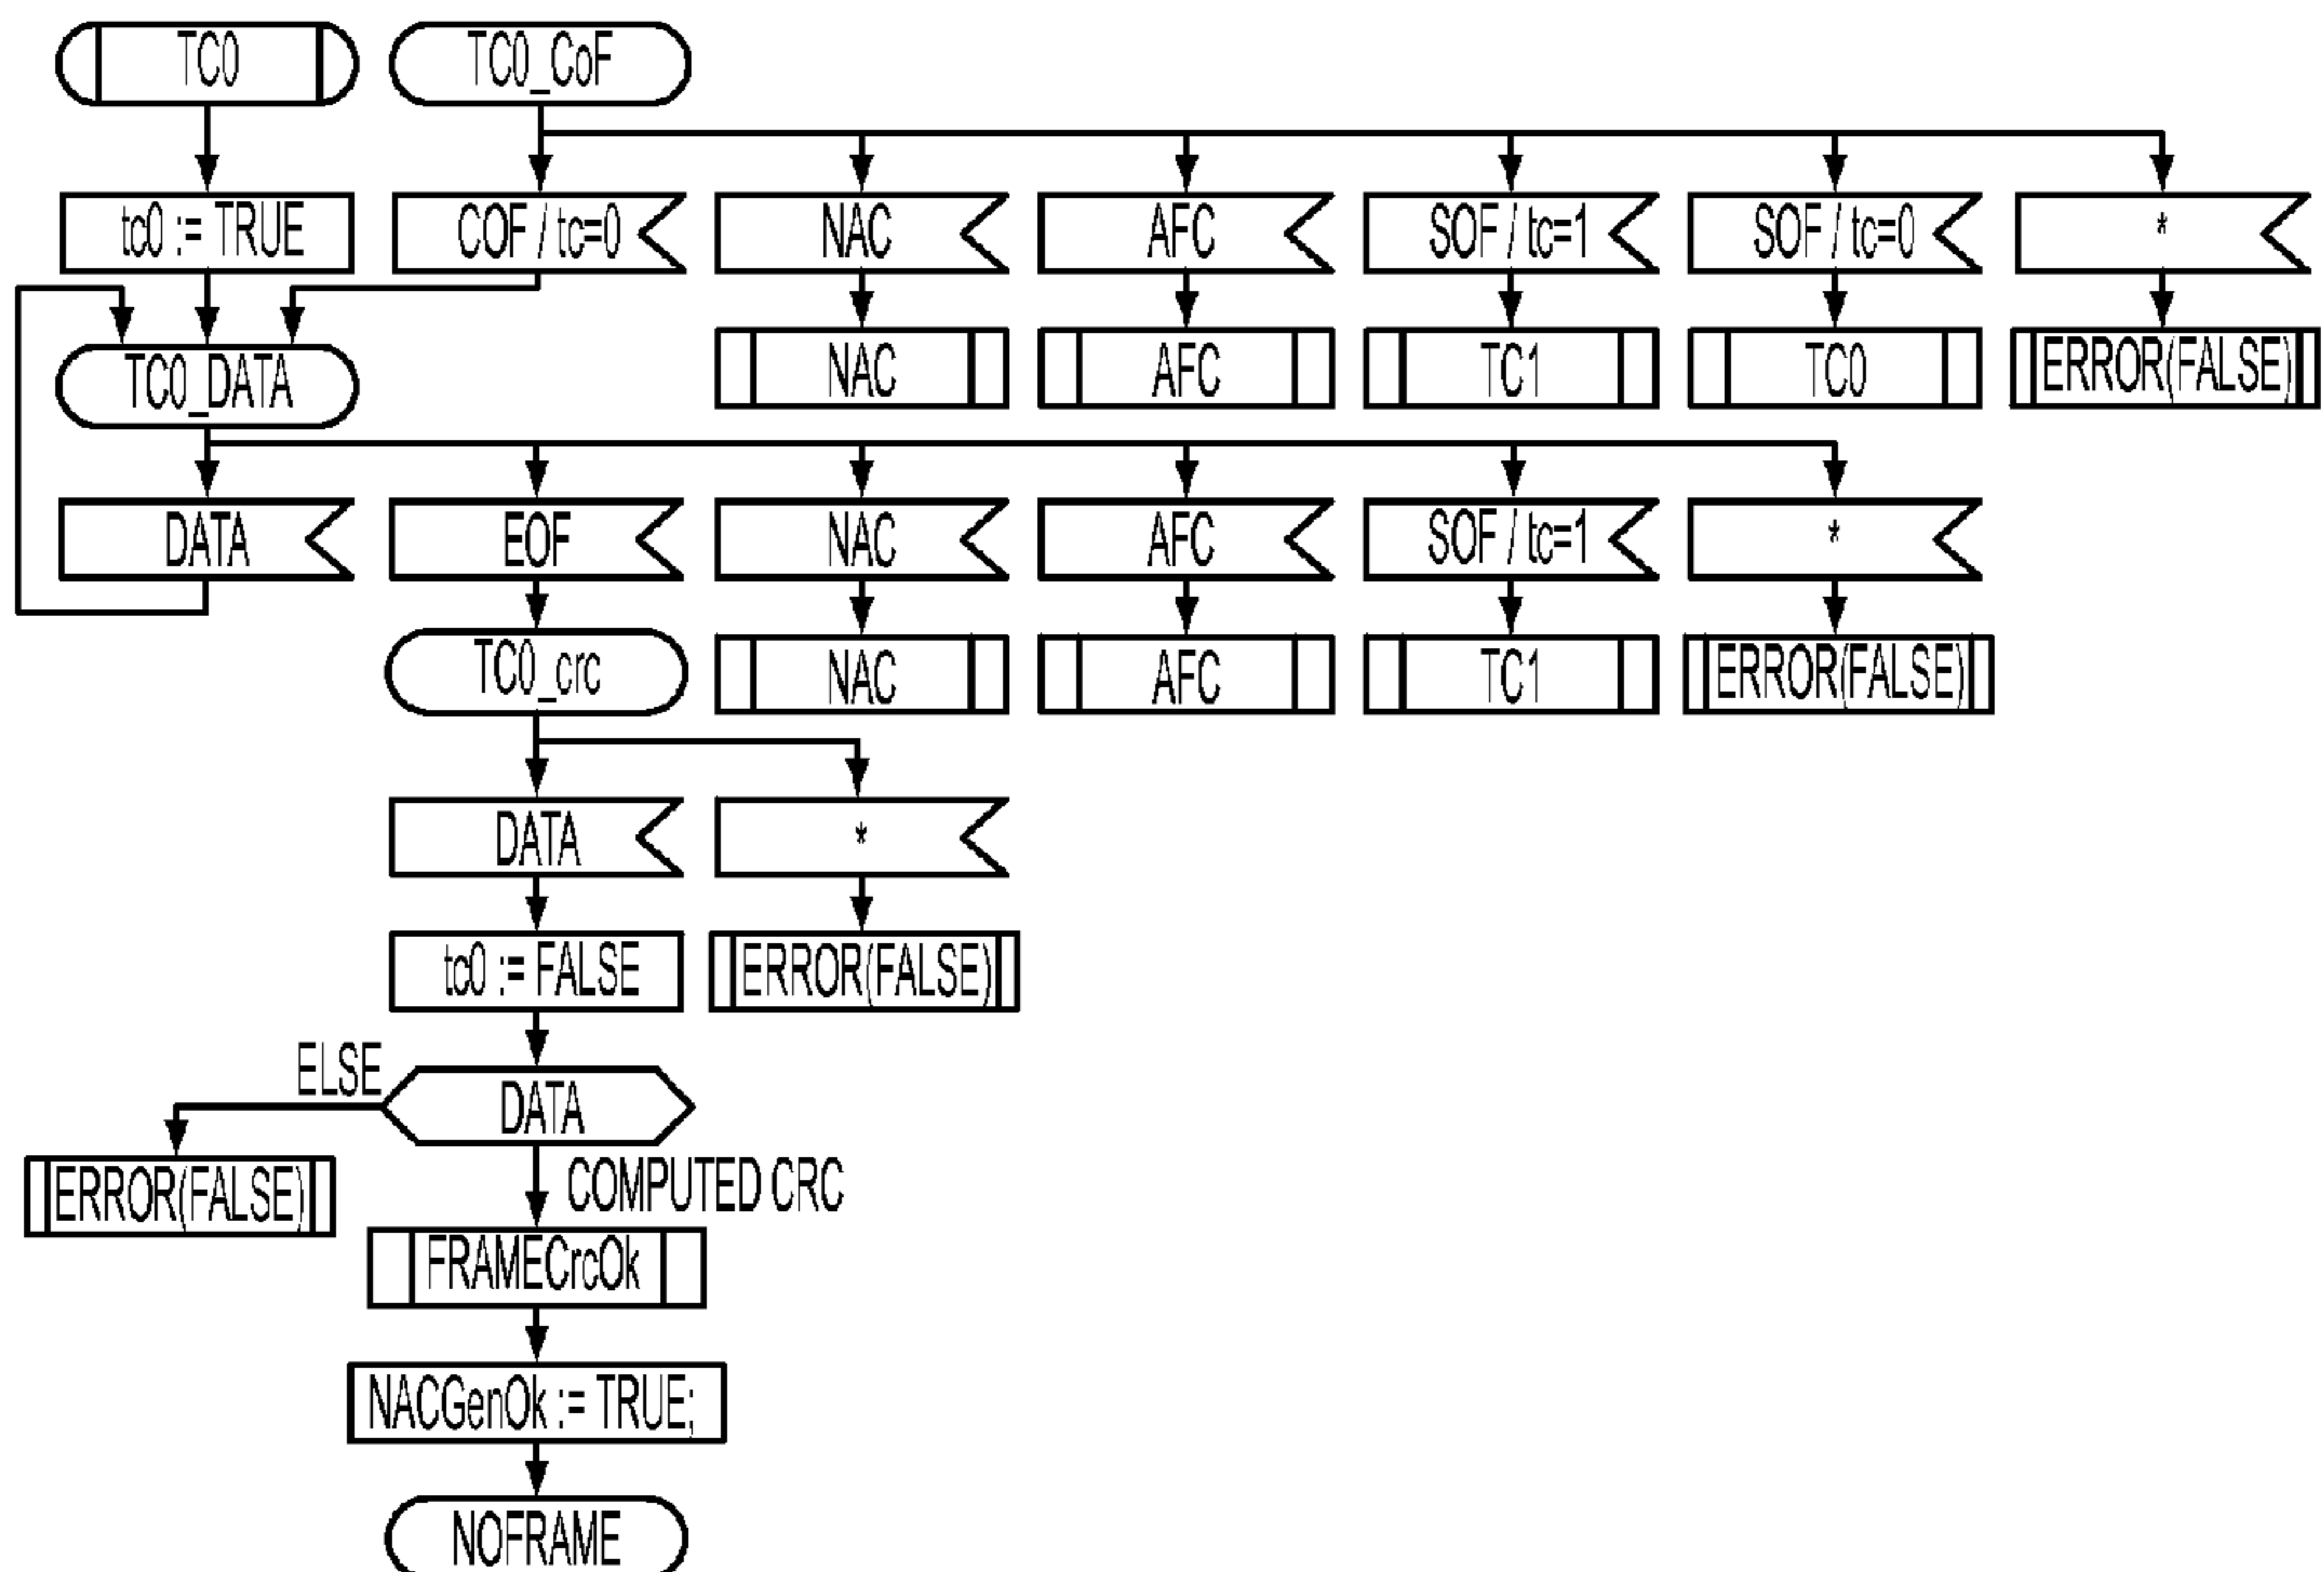 TC0
TC0_CoF
tc0 := TRUE
COF / tc=0
NAC
AFC
SOF / tc=1
SOF / tc=0
*
TC0_DATA
NAC
AFC
TC1
TC0
ERROR(FALSE)
DATA
EOF
NAC
AFC
SOF / tc=1
*
TC0_crc
NAC
AFC
TC1
ERROR(FALSE)
DATA
*
tc0 := FALSE
ERROR(FALSE)
ELSE
DATA
ERROR(FALSE)
COMPUTED CRC
FRAMECrcOk
NACGenOk := TRUE;
NOFRAME